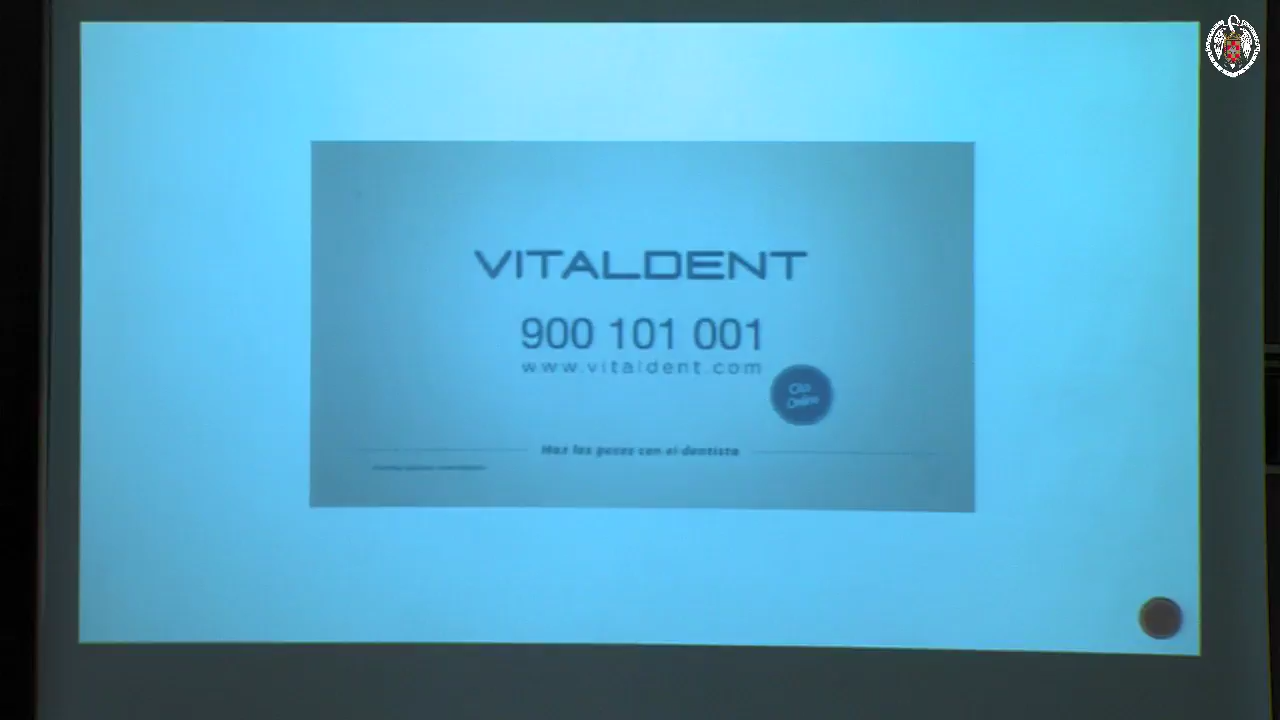 VITALDENT
900 101 001
www.vitaldent.com
Cita
Online
Haz las paces con el dentista